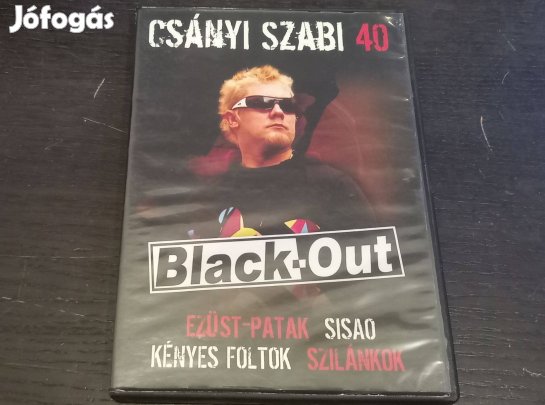 Jófogás
CSÁNYI SZABI 40
Black-Out
EZÜST-PATAK SISAO
KÉNYES FOLTOK SZILÁNKOK